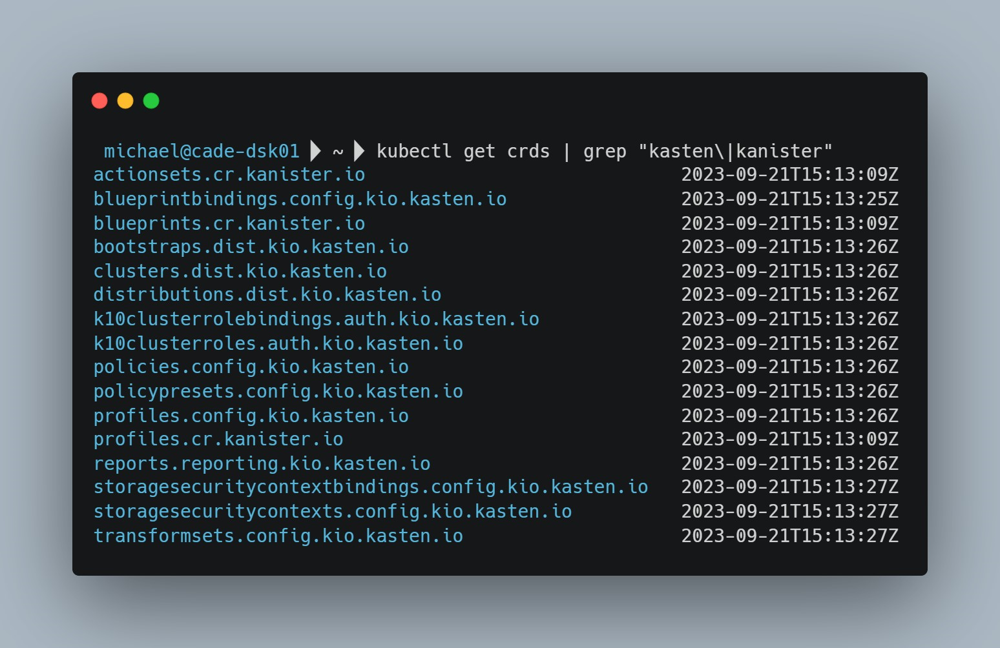 michael@cade-dsk01 ~ kubectl get crds | grep "kasten\|kanister"
actionsets.cr.kanister.io 2023-09-21T15:13:09Z
blueprintbindings.config.kio.kasten.io 2023-09-21T15:13:25Z
blueprints.cr.kanister.io 2023-09-21T15:13:09Z
bootstraps.dist.kio.kasten.io 2023-09-21T15:13:26Z
clusters.dist.kio.kasten.io 2023-09-21T15:13:26Z
distributions.dist.kio.kasten.io 2023-09-21T15:13:26Z
k10clusterrolebindings.auth.kio.kasten.io 2023-09-21T15:13:26Z
k10clusterroles.auth.kio.kasten.io 2023-09-21T15:13:26Z
policies.config.kio.kasten.io 2023-09-21T15:13:26Z
policypresets.config.kio.kasten.io 2023-09-21T15:13:26Z
profiles.config.kio.kasten.io 2023-09-21T15:13:26Z
profiles.cr.kanister.io 2023-09-21T15:13:09Z
reports.reporting.kio.kasten.io 2023-09-21T15:13:26Z
storagesecuritycontextbindings.config.kio.kasten.io 2023-09-21T15:13:27Z
storagesecuritycontexts.config.kio.kasten.io 2023-09-21T15:13:27Z
transformsets.config.kio.kasten.io 2023-09-21T15:13:27Z